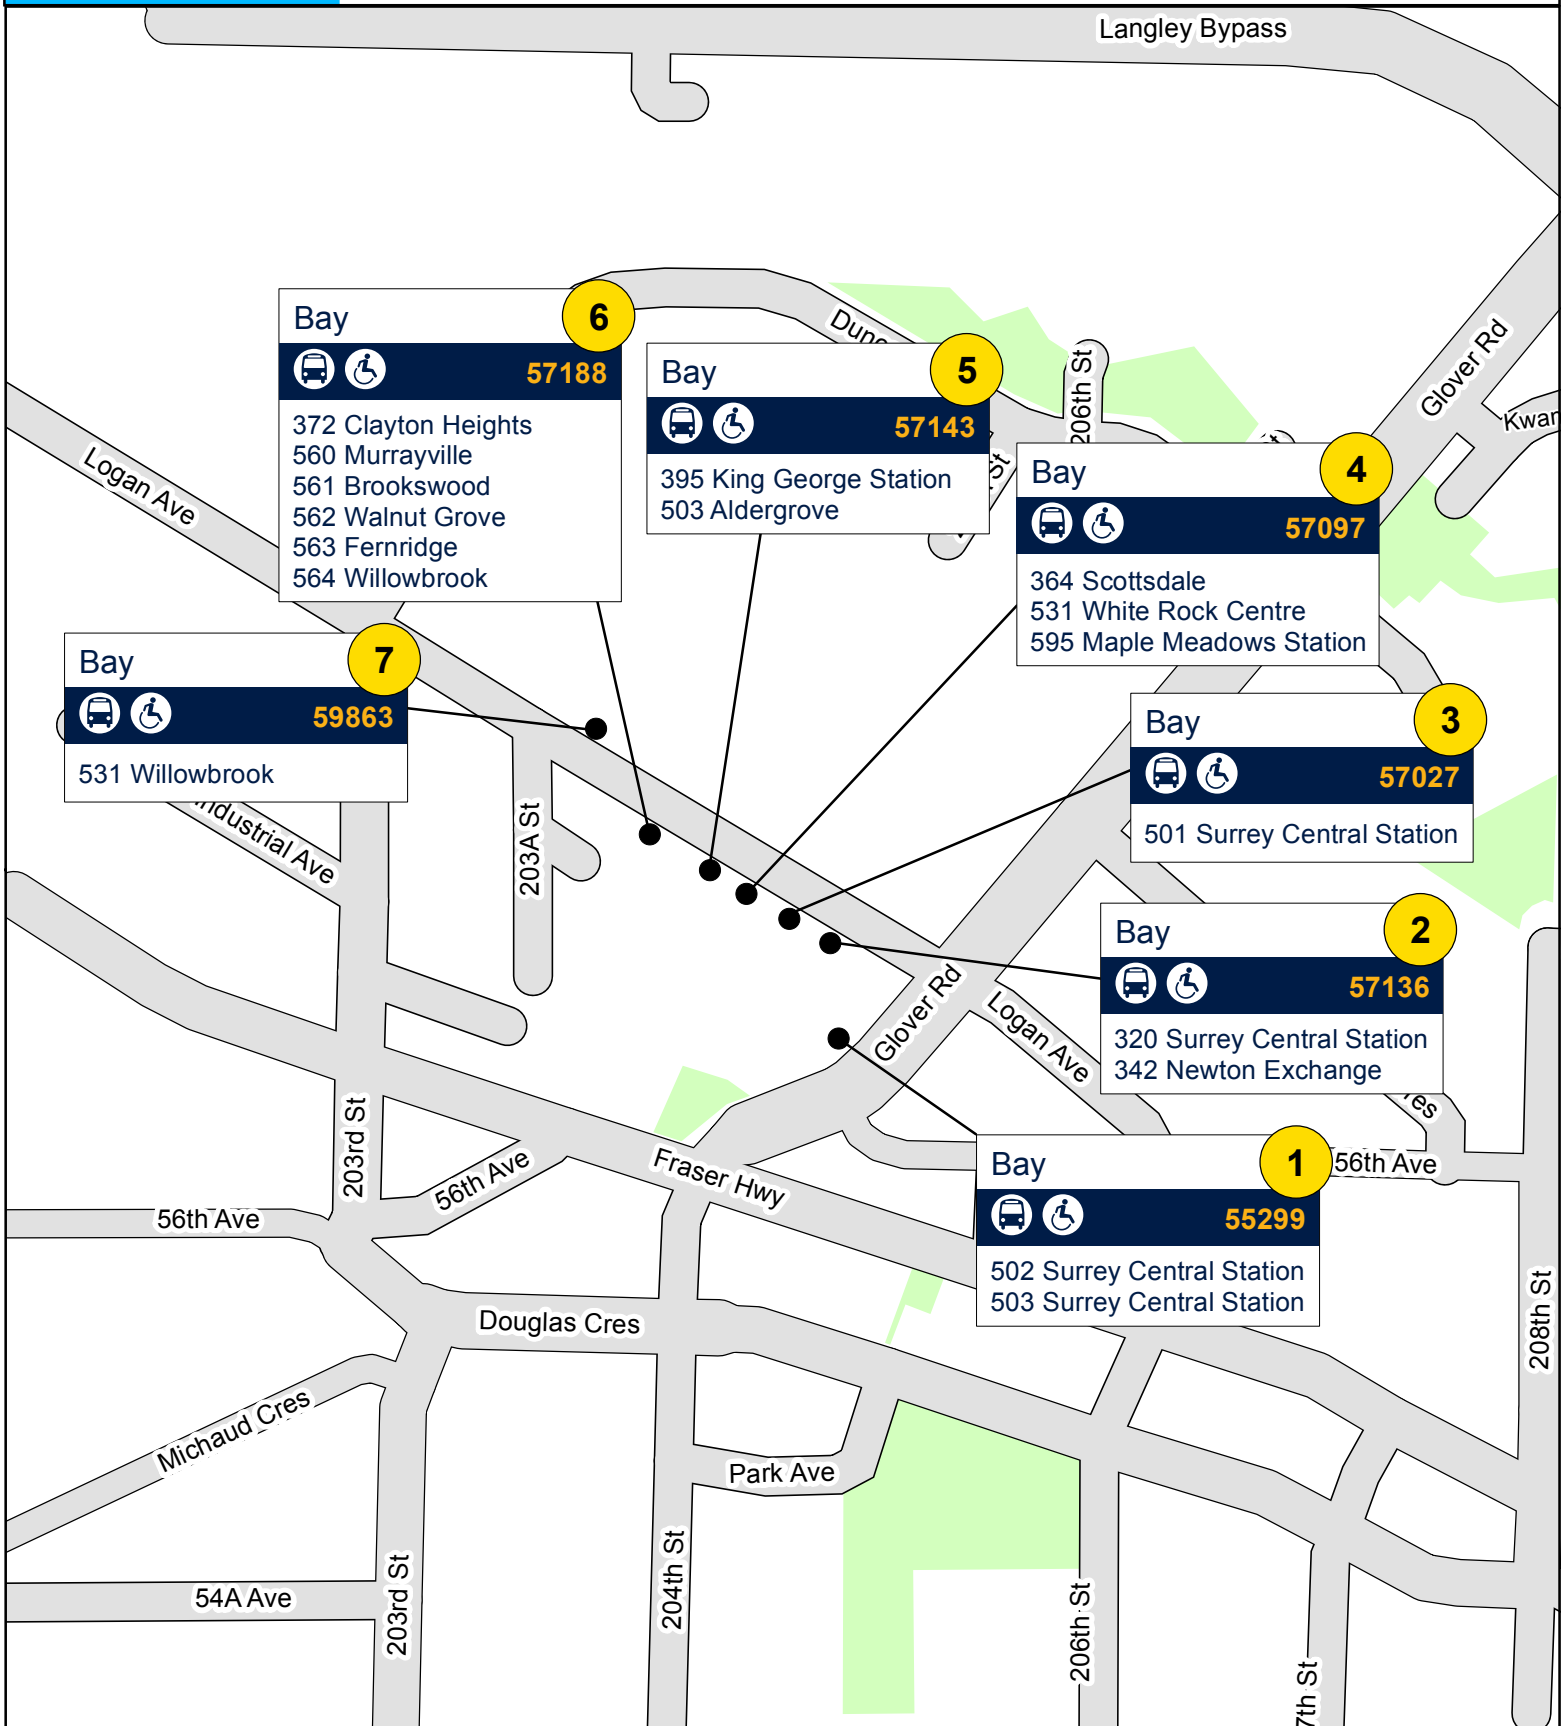 Langley Bypass
Glover Rd
Kwan
206th St
Bay 6
57188
372 Clayton Heights
560 Murrayville
561 Brookswood
562 Walnut Grove
563 Fernridge
564 Willowbrook
Bay 5
57143
395 King George Station
503 Aldergrove
St
Bay 4
57097
364 Scottsdale
531 White Rock Centre
595 Maple Meadows Station
Logan Ave
Bay 7
59863
531 Willowbrook
Industrial Ave
203A St
Bay 3
57027
501 Surrey Central Station
Bay 2
57136
320 Surrey Central Station
342 Newton Exchange
Glover Rd
Logan Ave
203rd St
56th Ave
56th Ave
Fraser Hwy
Bay 1
55299
502 Surrey Central Station
503 Surrey Central Station
56th Ave
208th St
Douglas Cres
Michaud Cres
Park Ave
54A Ave
203rd St
204th St
206th St
7th St